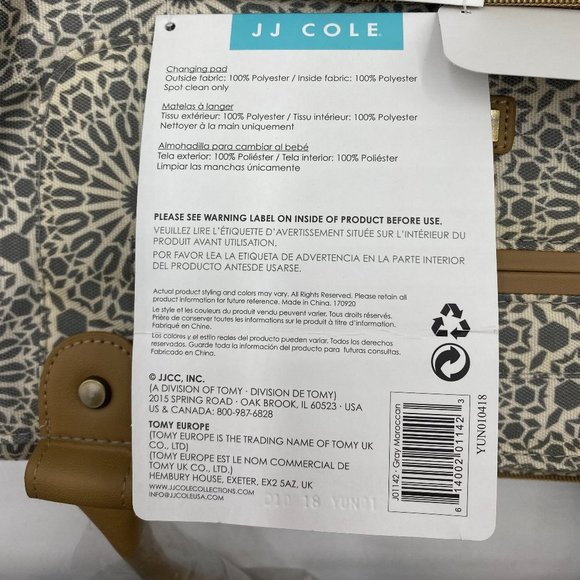 JJ COLE®
Changing pad
Outside fabric: 100% Polyester / Inside fabric: 100% Polyester
Spot clean only
Matelas à langer
Tissu extérieur: 100% Polyester / Tissu intérieur: 100% Polyester
Nettoyer à la main uniquement
Almohadilla para cambiar al bebé
Tela exterior: 100% Poliéster / Tela interior: 100% Poliéster
Limpiar las manchas únicamente
PLEASE SEE WARNING LABEL ON INSIDE OF PRODUCT BEFORE USE.
VEUILLEZ LIRE L'ÉTIQUETTE D'AVERTISSEMENT SITUÉE SUR L'INTÉRIEUR DU
PRODUIT AVANT UTILISATION.
POR FAVOR LEA LA ETIQUETA DE ADVERTENCIA EN LA PARTE INTERIOR
DEL PRODUCTO ANTESDE USARSE.
Actual product styling and colors may vary. All Rights Reserved. Please retain all
product information for future reference. Made in China. 170920
Le style et les couleurs du produit vendu peuvent varier. Tous droits réservés.
Prière de conserver toutes les information de produit à titre d'information.
Fabriqué en Chine.
Los colores y el estilo reales del producto pueden variar. Todos los derechos
reservados. Guarde toda la información del producto para futuras consultas.
Fabricado en China.
© JJCC, INC.
(A DIVISION OF TOMY · DIVISION DE TOMY)
2015 SPRING ROAD · OAK BROOK, IL 60523 · USA
US & CANADA: 800-987-6828
TOMY EUROPE
(TOMY EUROPE IS THE TRADING NAME OF TOMY UK
CO., LTD)
(TOMY EUROPE EST LE NOM COMMERCIAL DE
TOMY UK CO., LTD.)
HEMBURY HOUSE, EXETER, EX2 5AZ, UK
WWW.JJCOLECOLLECTIONS.COM
INFO@JJCOLEUSA.COM
J01142 - Gray Moroccan
6 14002 01142 3
YUN010418